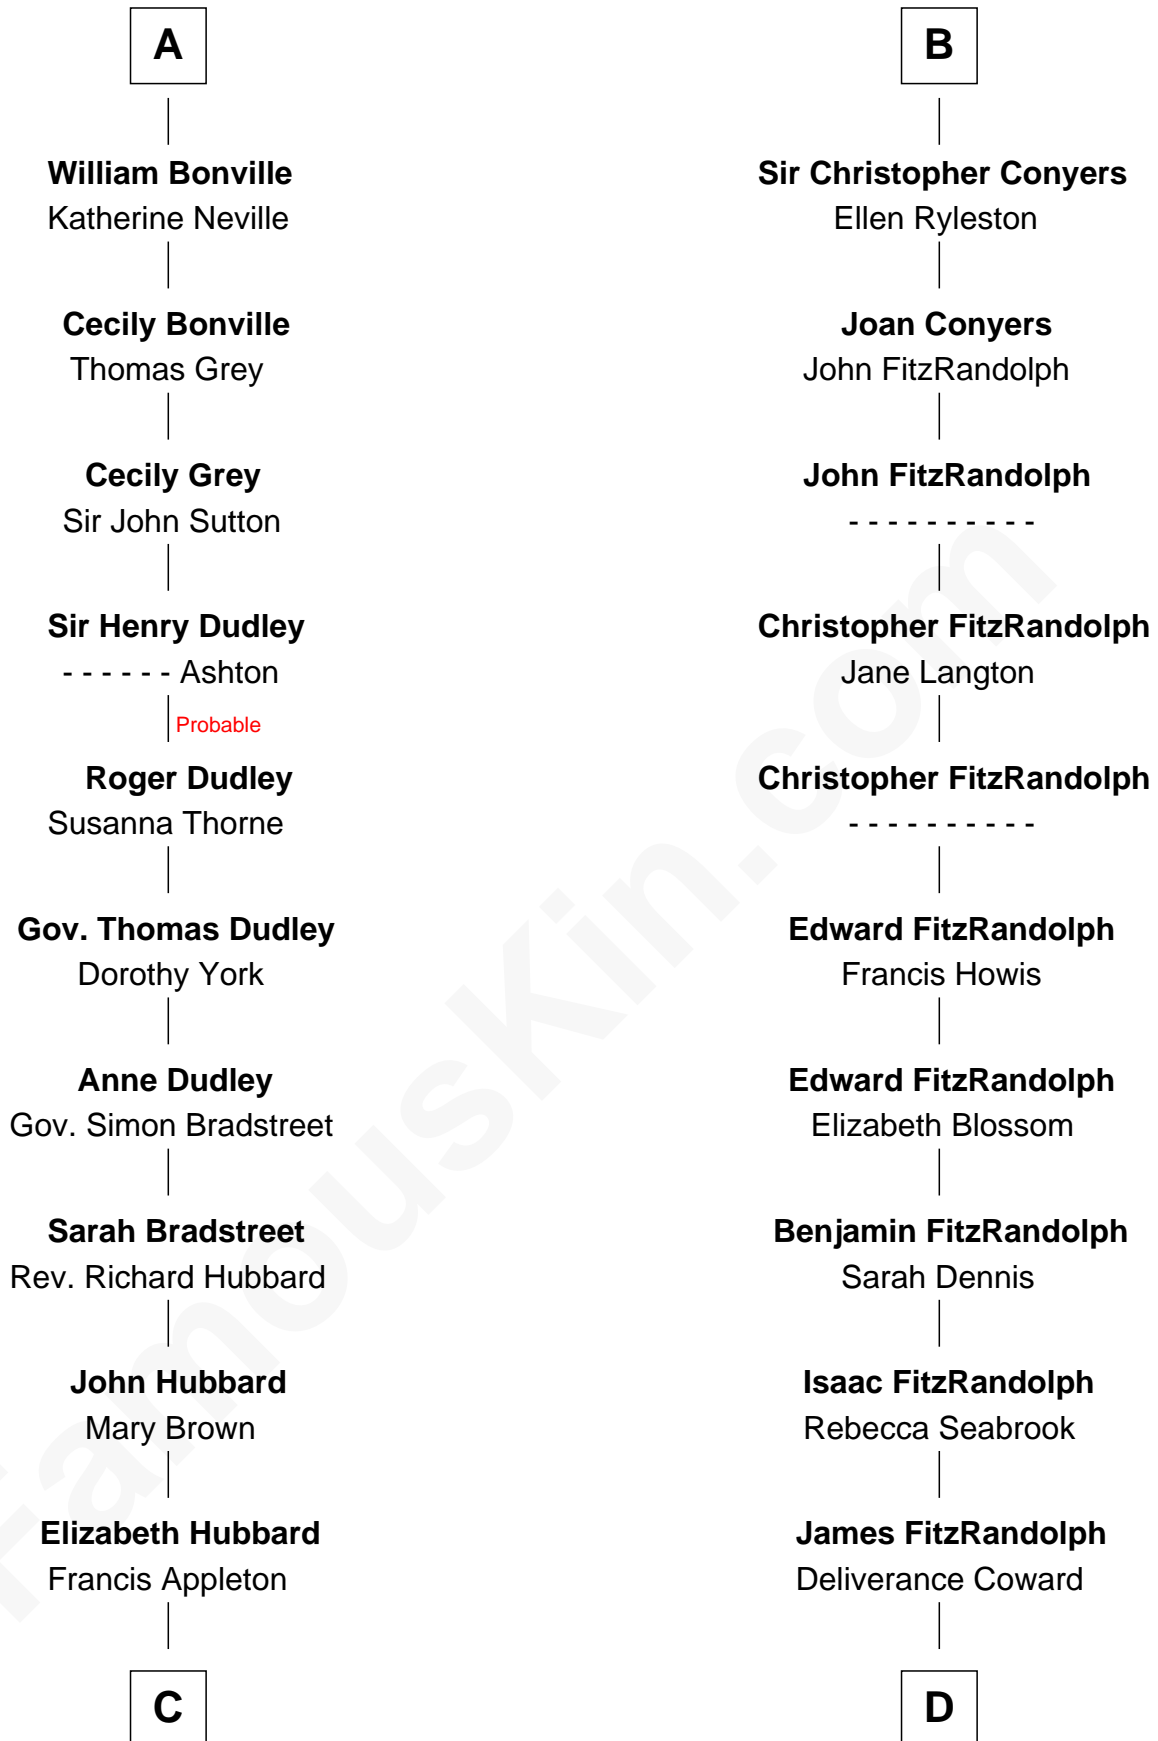 A
William Bonville
Katherine Neville
Cecily Bonville
Thomas Grey
Cecily Grey
Sir John Sutton
Sir Henry Dudley
- - - - - - Ashton
Probable
Roger Dudley
Susanna Thorne
Gov. Thomas Dudley
Dorothy York
Anne Dudley
Gov. Simon Bradstreet
Sarah Bradstreet
Rev. Richard Hubbard
John Hubbard
Mary Brown
Elizabeth Hubbard
Francis Appleton
C
B
Sir Christopher Conyers
Ellen Ryleston
Joan Conyers
John FitzRandolph
John FitzRandolph
- - - - - - - - - -
Christopher FitzRandolph
Jane Langton
Christopher FitzRandolph
- - - - - - - - - -
Edward FitzRandolph
Francis Howis
Edward FitzRandolph
Elizabeth Blossom
Benjamin FitzRandolph
Sarah Dennis
Isaac FitzRandolph
Rebecca Seabrook
James FitzRandolph
Deliverance Coward
D
FamousKin.com